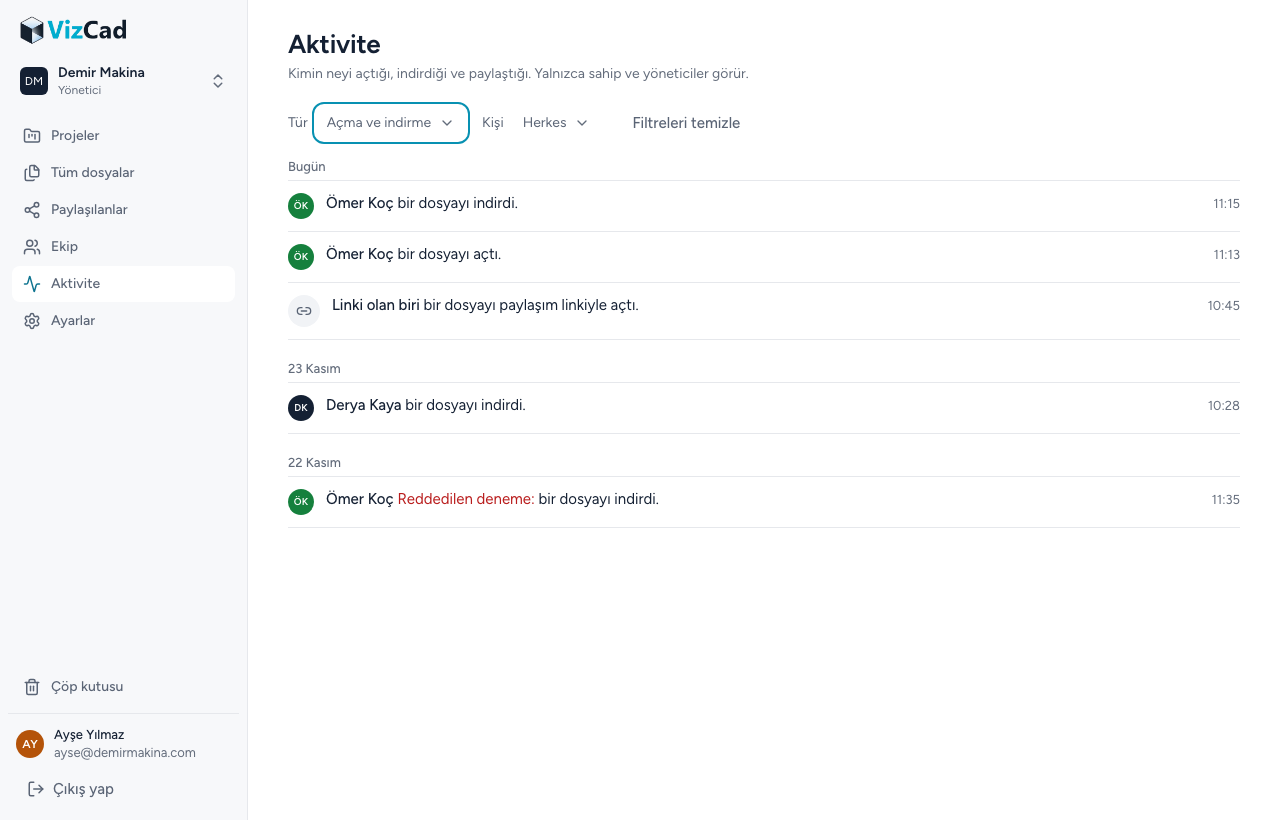 VizCad
DM
Demir Makina
Yönetici
Projeler
Tüm dosyalar
Paylaşılanlar
Ekip
Aktivite
Ayarlar
Çöp kutusu
AY
Ayşe Yılmaz
ayse@demirmakina.com
Çıkış yap
Aktivite
Kimin neyi açtığı, indirdiği ve paylaştığı. Yalnızca sahip ve yöneticiler görür.
Tür Açma ve indirme Kişi Herkes Filtreleri temizle
Bugün
ÖK Ömer Koç bir dosyayı indirdi. 11:15
ÖK Ömer Koç bir dosyayı açtı. 11:13
Linki olan biri bir dosyayı paylaşım linkiyle açtı. 10:45
23 Kasım
DK Derya Kaya bir dosyayı indirdi. 10:28
22 Kasım
ÖK Ömer Koç Reddedilen deneme: bir dosyayı indirdi. 11:35